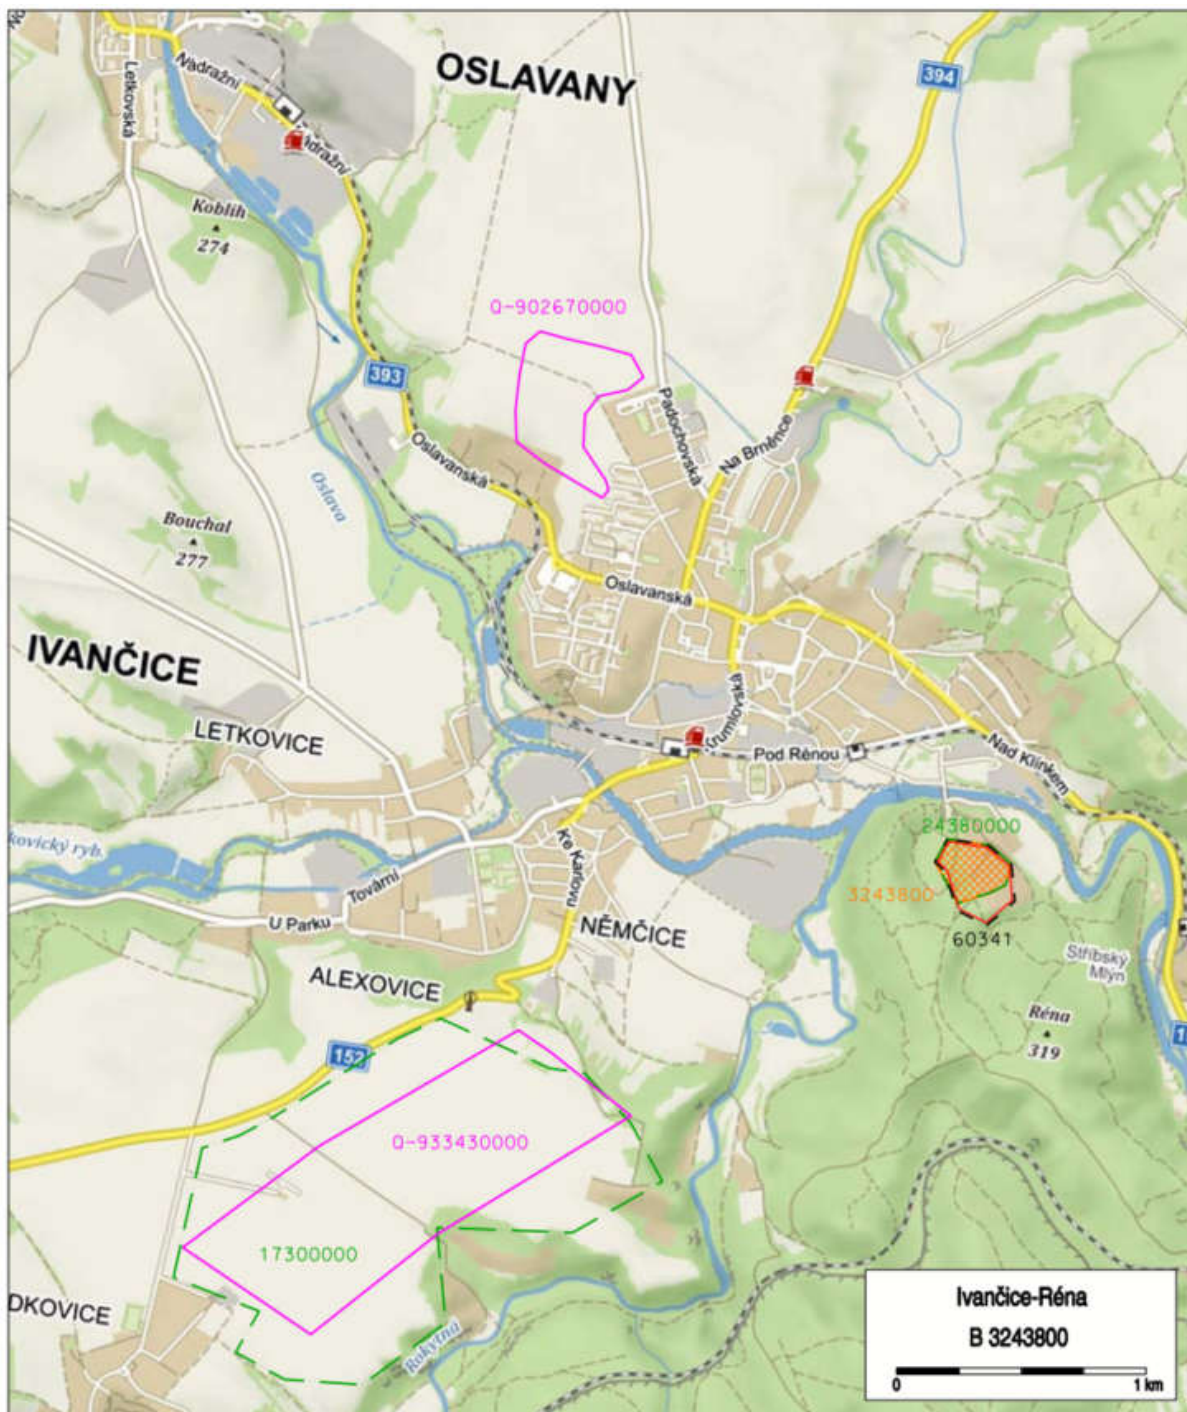 OSLAVANY
394
Nádražní
Letkovská
Koblih
274
Q-902670000
393
Padochovská
Na Brněnce
Oslavanská
Oslava
Bouchal
277
Oslavanská
IVANČICE
LETKOVICE
Krumlovská
Pod Rénou
Nad Klínkem
kovický ryb.
Ke Karlovu
24380000
Tovární
3243800
U Parku
NĚMČICE
60341
Stříbský
Mlýn
ALEXOVICE
Réna
319
152
Q-933430000
17300000
DKOVICE
Rokytná
Ivančice-Réna
B 3243800
0
1 km